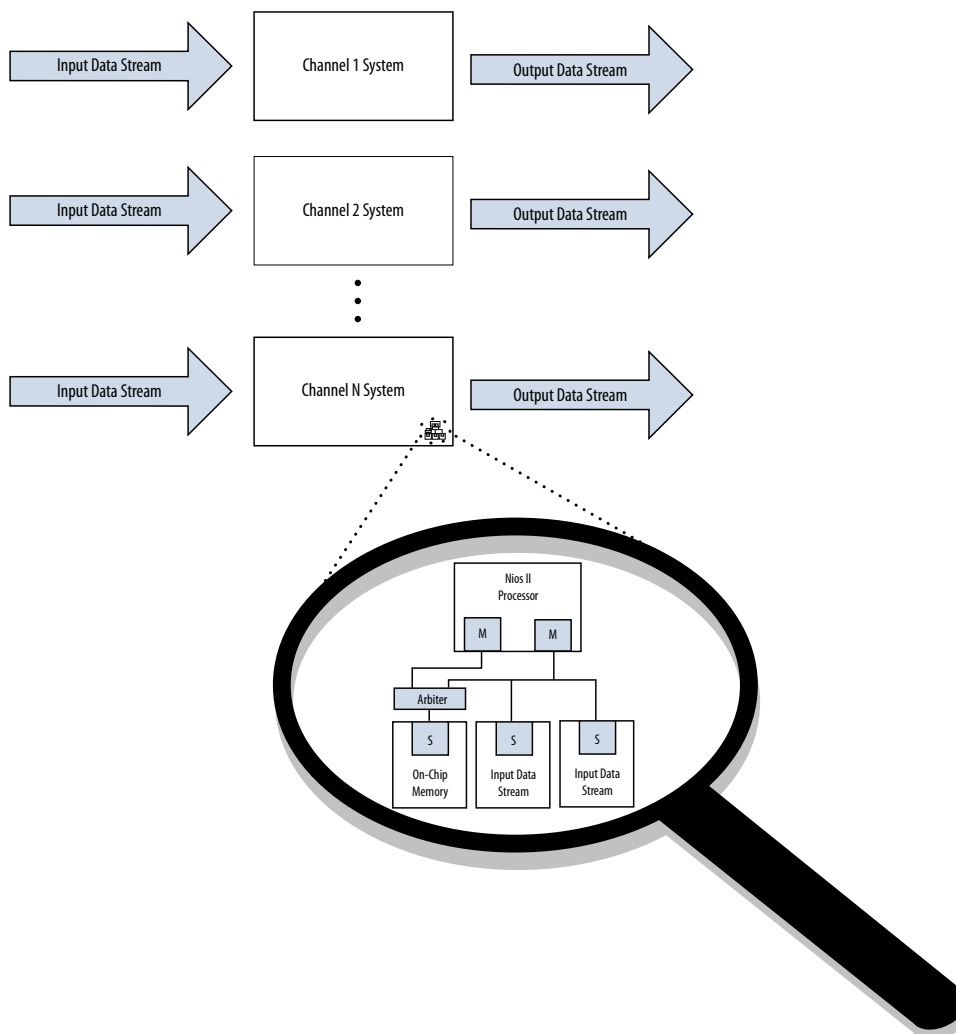 Input Data Stream
Channel 1 System
Output Data Stream
Input Data Stream
Channel 2 System
Output Data Stream
Input Data Stream
Channel N System
Output Data Stream
Nios II
Processor
M
M
Arbiter
S
S
S
On-Chip
Memory
Input Data
Stream
Input Data
Stream